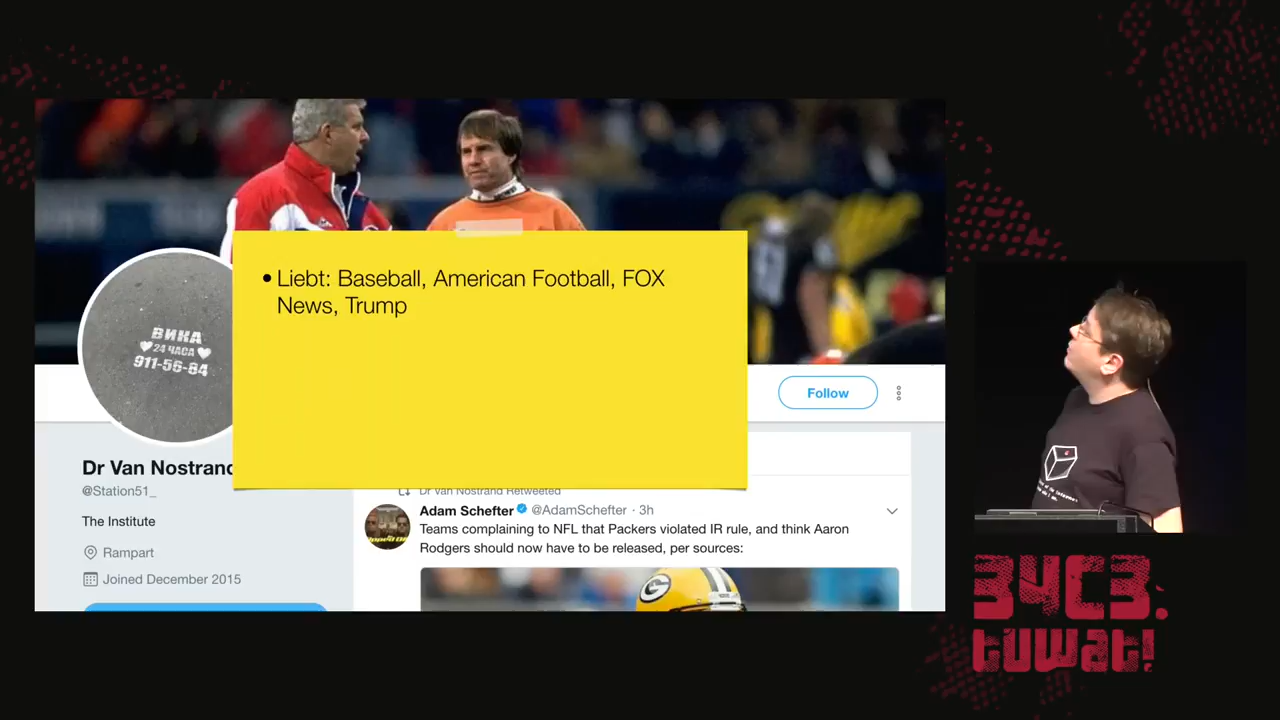 • Liebt: Baseball, American Football, FOX
News, Trump
ВИКА
24 ЧАСА
911-56-84
Follow
Dr Van Nostrand
@Station51_
The Institute
Rampart
Joined December 2015
Dr Van Nostrand Retweeted
Adam Schefter @AdamSchefter · 3h
Teams complaining to NFL that Packers violated IR rule, and think Aaron
Rodgers should now have to be released, per sources:
34C3.
tuwat!